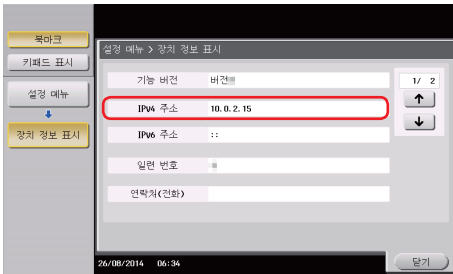 북마크
키패드 표시
설정 메뉴
장치 정보 표시
설정 메뉴 > 장치 정보 표시
기능 버전 버전
1/ 2
IPv4 주소 10.0.2.15
IPv6 주소 ::
일련 번호
연락처(전화)
26/08/2014 06:34
닫기